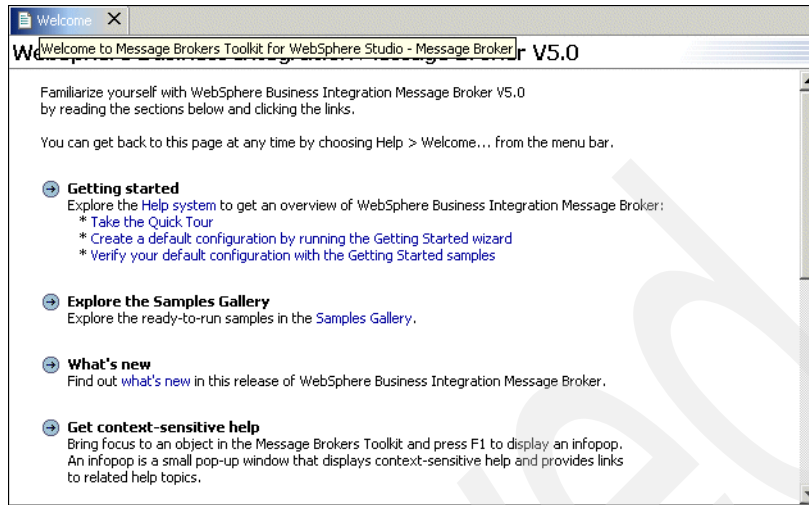 Welcome
Welcome to Message Brokers Toolkit for WebSphere Studio - Message Broker
r V5.0
Familiarize yourself with WebSphere Business Integration Message Broker V5.0
by reading the sections below and clicking the links.
You can get back to this page at any time by choosing Help > Welcome... from the menu bar.
Getting started
Explore the Help system to get an overview of WebSphere Business Integration Message Broker:
* Take the Quick Tour
* Create a default configuration by running the Getting Started wizard
* Verify your default configuration with the Getting Started samples
Explore the Samples Gallery
Explore the ready-to-run samples in the Samples Gallery.
What's new
Find out what's new in this release of WebSphere Business Integration Message Broker.
Get context-sensitive help
Bring focus to an object in the Message Brokers Toolkit and press F1 to display an infopop.
An infopop is a small pop-up window that displays context-sensitive help and provides links
to related help topics.